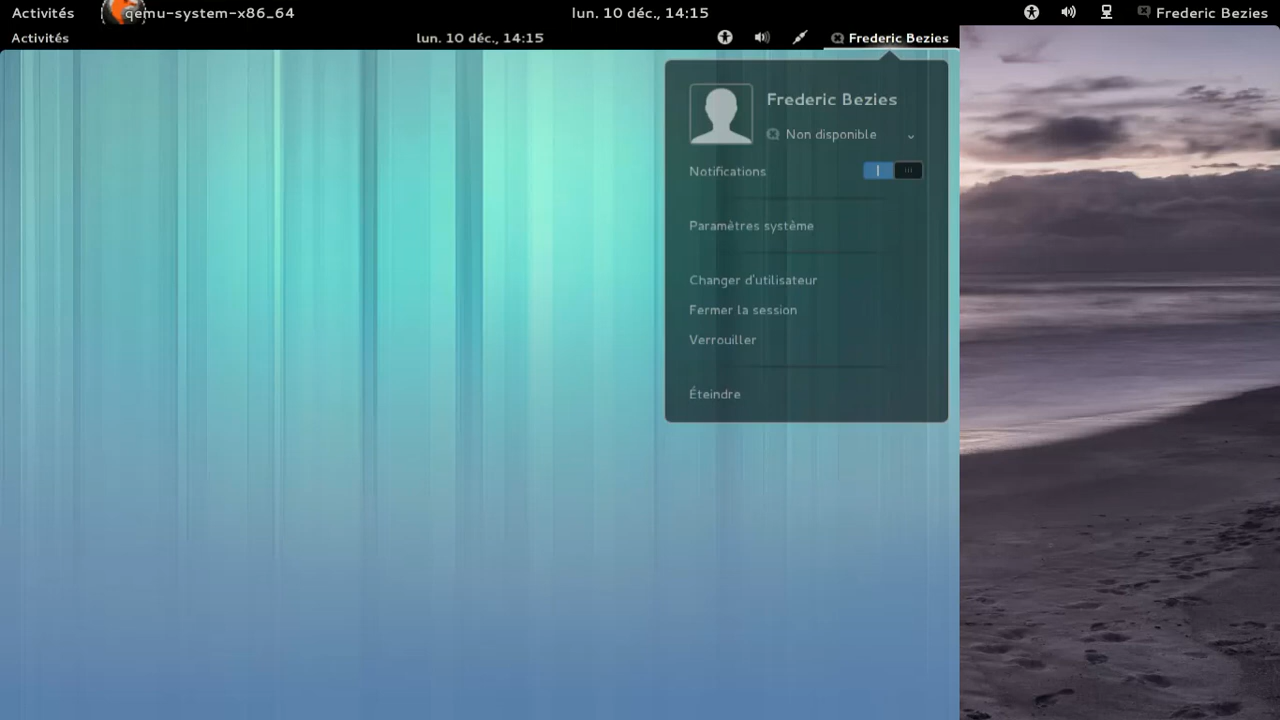 Activités qemu-system-x86_64 lun. 10 déc., 14:15 Frederic Bezies
Activités lun. 10 déc., 14:15 Frederic Bezies
Frederic Bezies
Non disponible
Notifications
Paramètres système
Changer d'utilisateur
Fermer la session
Verrouiller
Éteindre